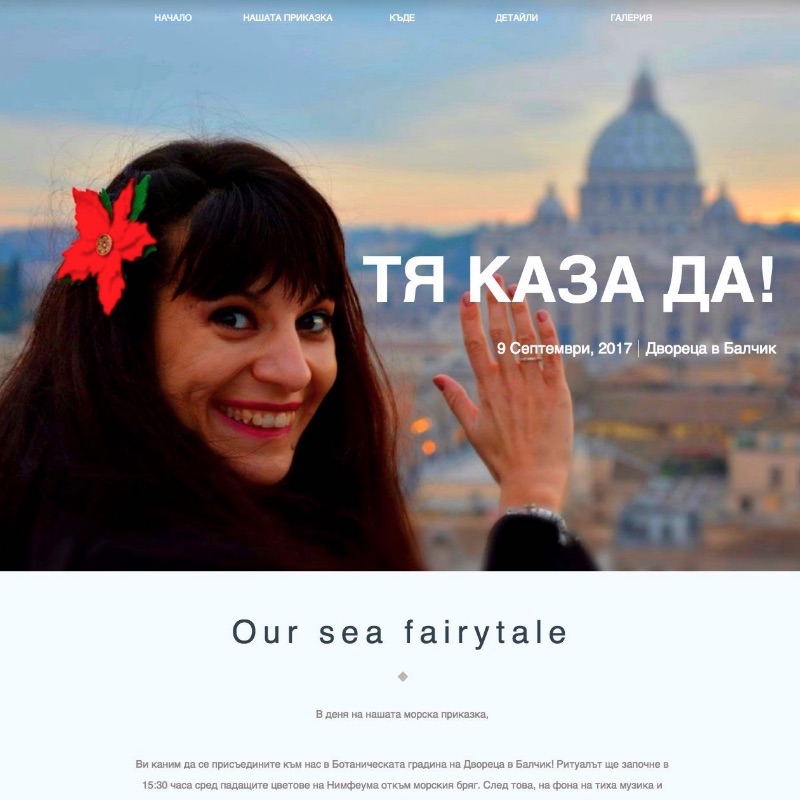 НАЧАЛО НАШАТА ПРИКАЗКА КЪДЕ ДЕТАЙЛИ ГАЛЕРИЯ
ТЯ КАЗА ДА!
9 Септември, 2017 | Двореца в Балчик
Our sea fairytale
В деня на нашата морска приказка,
Ви каним да се присъедините към нас в Ботаническата градина на Двореца в Балчик! Ритуалът ще започне в
15:30 часа сред падащите цветове на Нимфеума откъм морския бряг. След това, на фона на тиха музика и